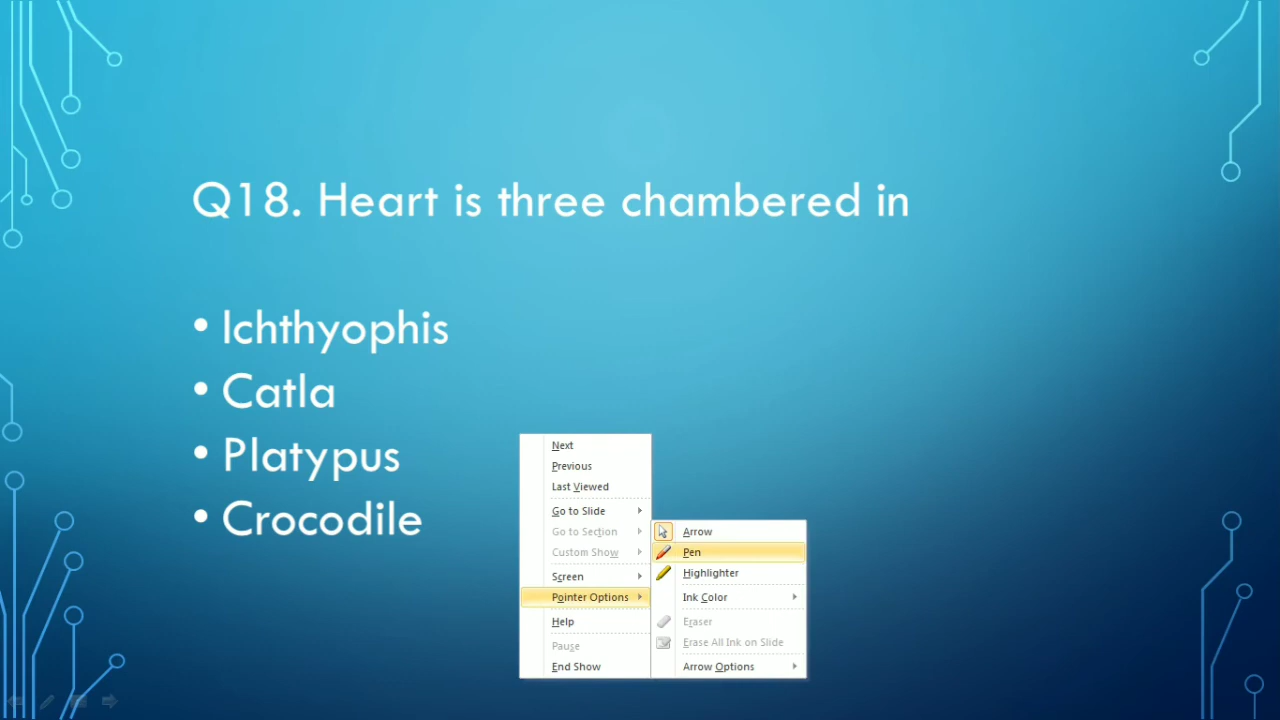 Q18. Heart is three chambered in
• Ichthyophis
• Catla
• Platypus
• Crocodile
Next
Previous
Last Viewed
Go to Slide
Go to Section
Custom Show
Screen
Pointer Options
Help
Pause
End Show
Arrow
Pen
Highlighter
Ink Color
Eraser
Erase All Ink on Slide
Arrow Options